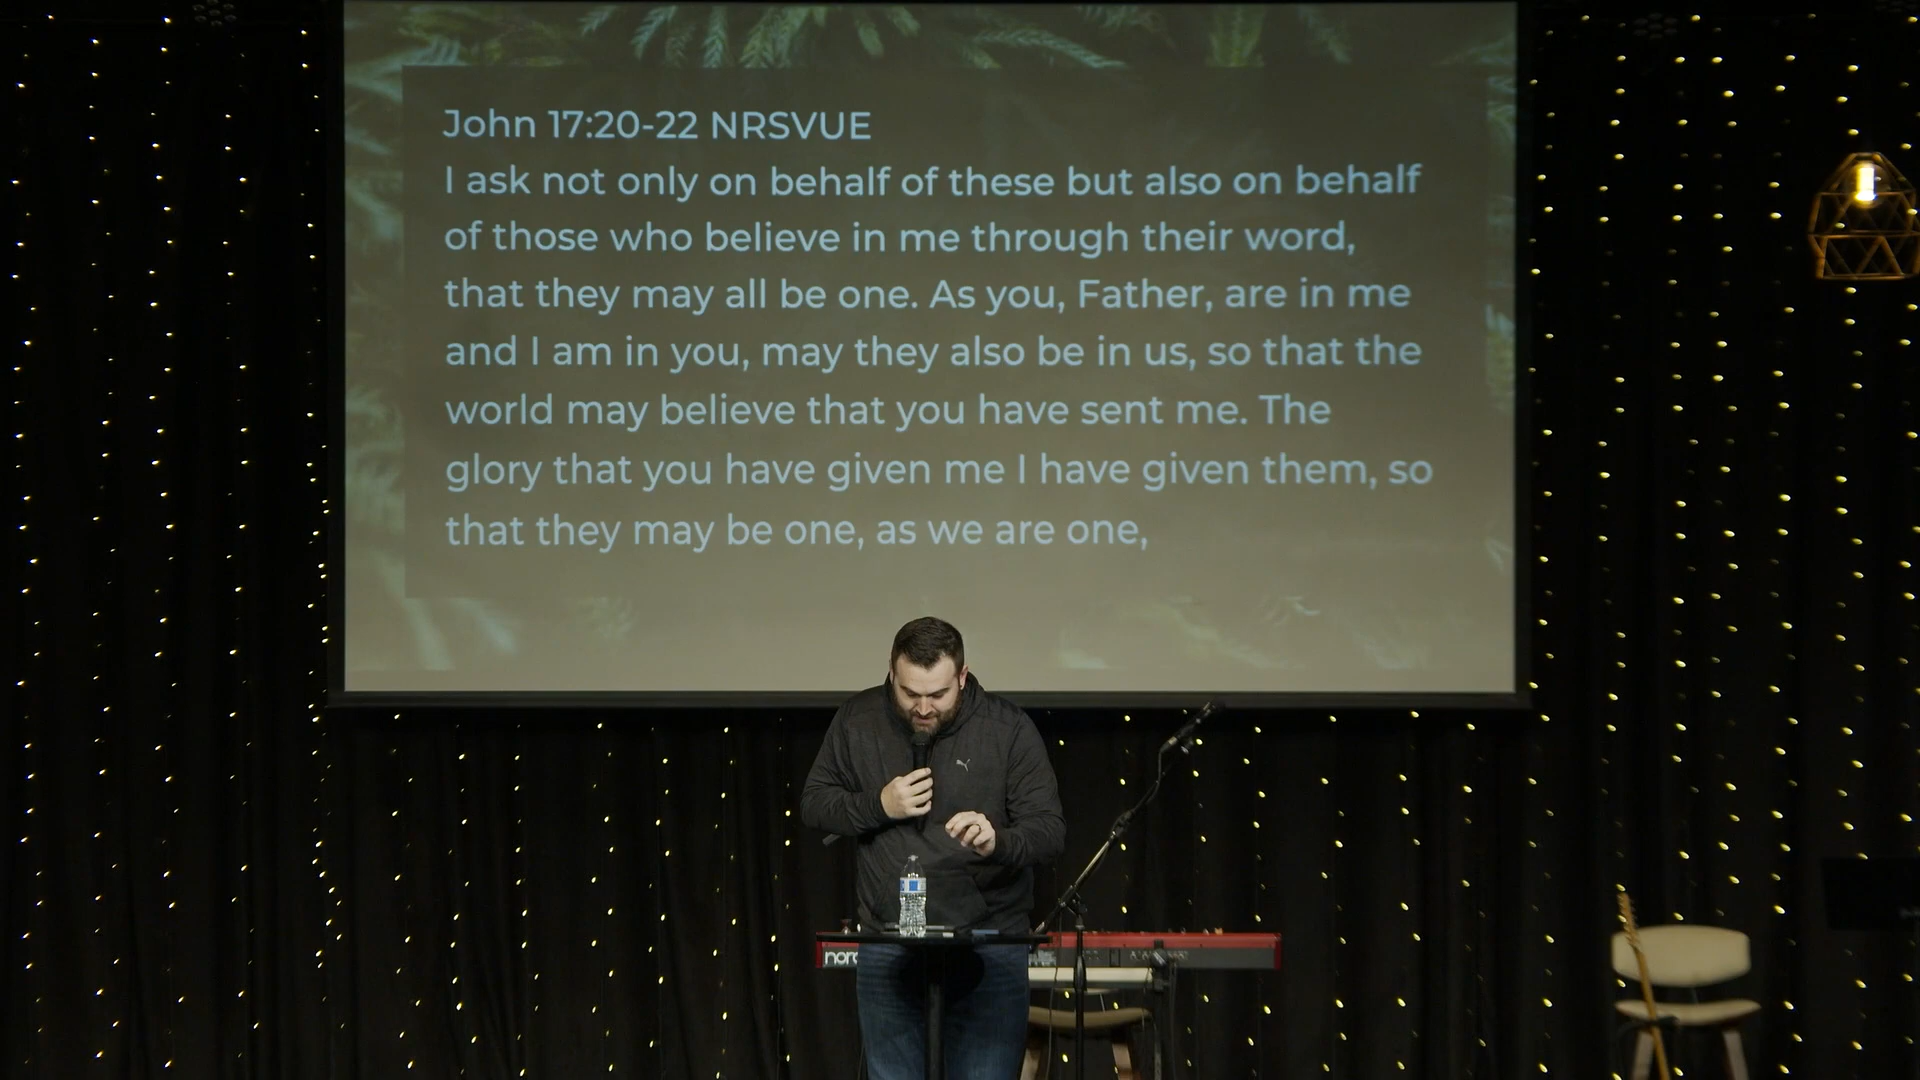 John 17:20-22 NRSVUE
I ask not only on behalf of these but also on behalf
of those who believe in me through their word,
that they may all be one. As you, Father, are in me
and I am in you, may they also be in us, so that the
world may believe that you have sent me. The
glory that you have given me I have given them, so
that they may be one, as we are one,
nord